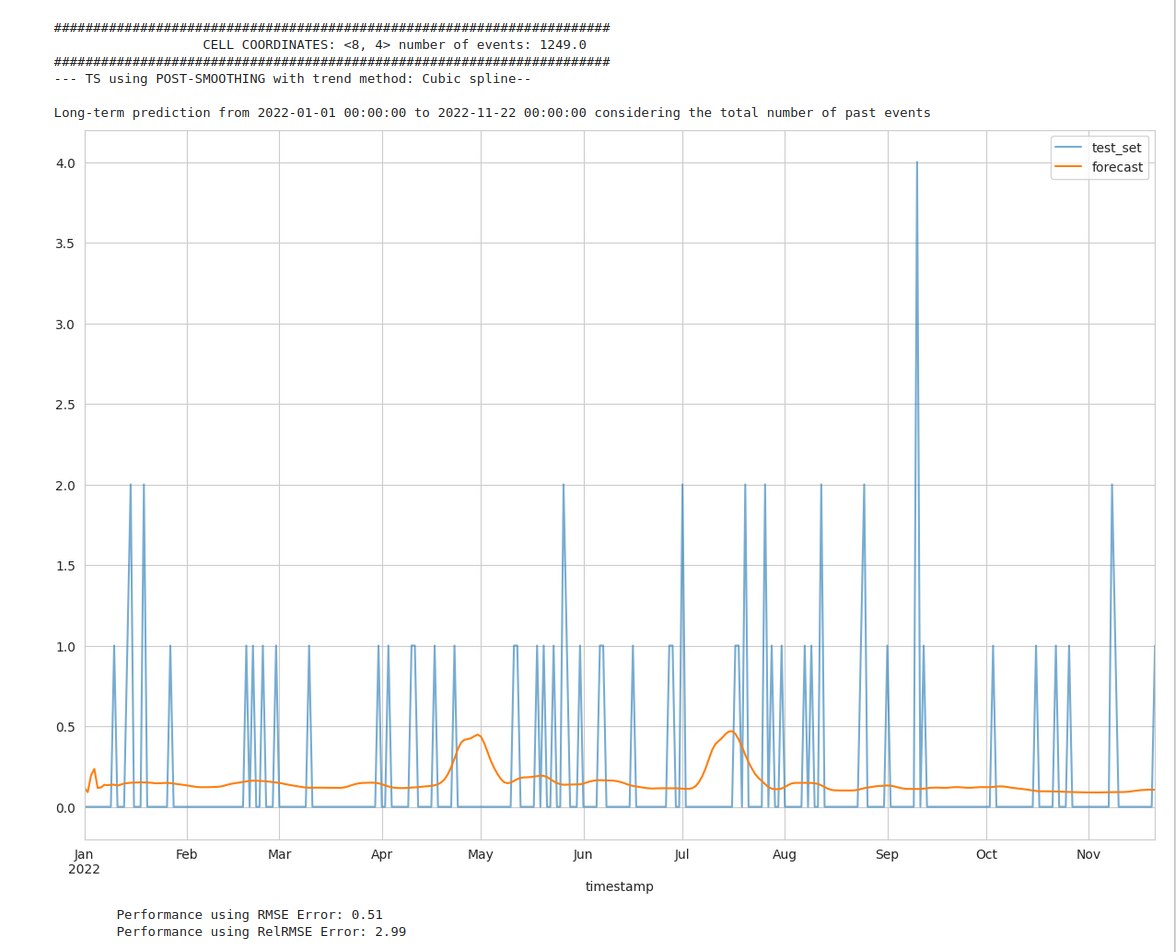 #######################################################################
CELL COORDINATES: <8, 4> number of events: 1249.0
#######################################################################
--- TS using POST-SMOOTHING with trend method: Cubic spline--
Long-term prediction from 2022-01-01 00:00:00 to 2022-11-22 00:00:00 considering the total number of past events
test_set
forecast
4.0
3.5
3.0
2.5
2.0
1.5
1.0
0.5
0.0
Jan Feb Mar Apr May Jun Jul Aug Sep Oct Nov
2022
timestamp
Performance using RMSE Error: 0.51
Performance using RelRMSE Error: 2.99